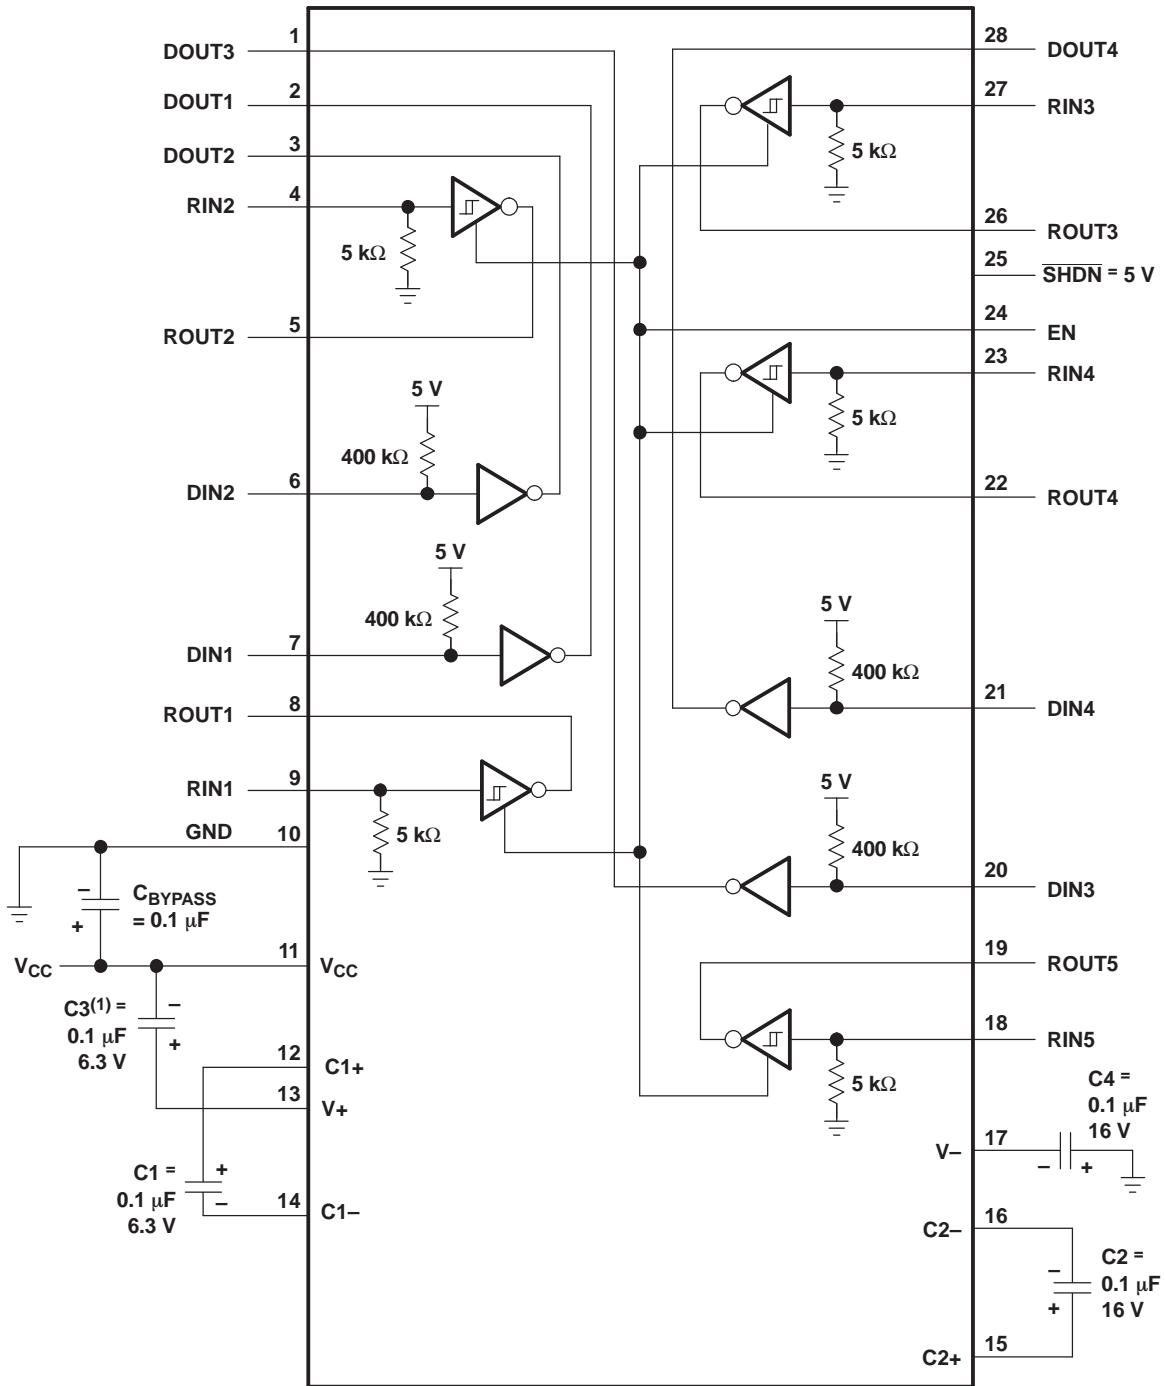 1
DOUT3
2
DOUT1
3
DOUT2
4
RIN2
5 kΩ
5
ROUT2
5 V
400 kΩ
6
DIN2
5 V
400 kΩ
7
DIN1
8
ROUT1
9
RIN1
5 kΩ
GND
10
CBYPASS
= 0.1 μF
–
+
11
VCC
VCC
C3(1) =
0.1 μF
6.3 V
–
+
12
C1+
13
V+
C1 =
0.1 μF
6.3 V
+
–
14
C1–
28
DOUT4
27
RIN3
5 kΩ
26
ROUT3
25
SHDN = 5 V
24
EN
23
RIN4
5 kΩ
22
ROUT4
5 V
400 kΩ
21
DIN4
5 V
400 kΩ
20
DIN3
19
ROUT5
18
RIN5
5 kΩ
C4 =
0.1 μF
16 V
17
V–
–
+
16
C2–
C2 =
0.1 μF
16 V
–
+
15
C2+